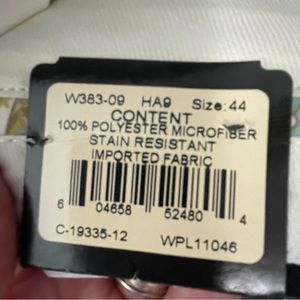 W383-09 HA9 Size: 44
CONTENT
100% POLYESTER MICROFIBER
STAIN RESISTANT
IMPORTED FABRIC
6 04658 52480 4
C-19335-12 WPL11046